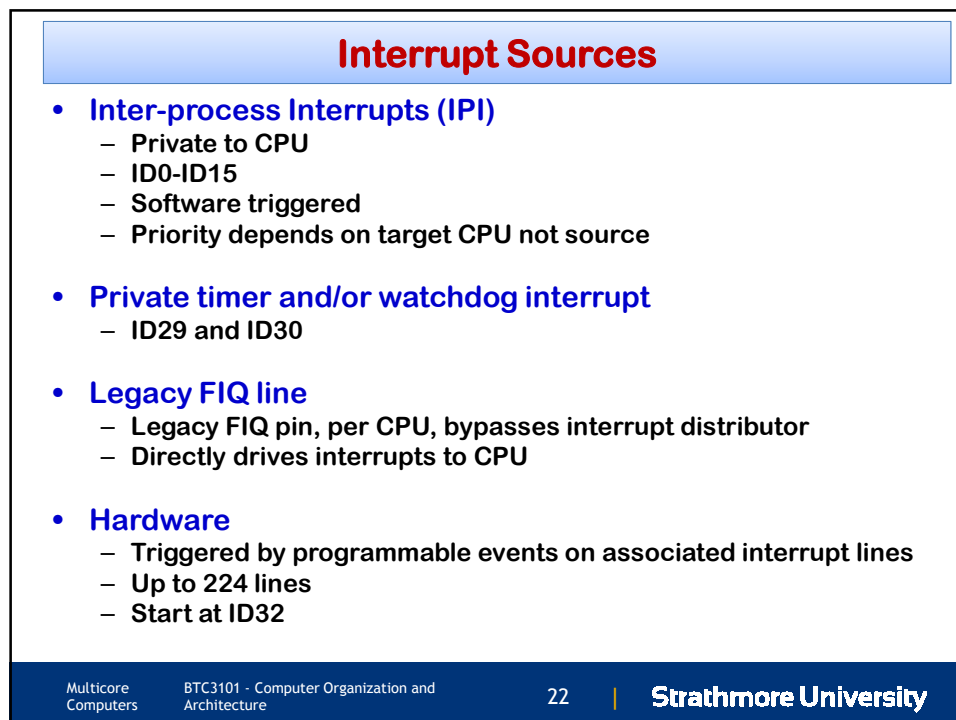 Interrupt Sources
• Inter-process Interrupts (IPI)
– Private to CPU
– ID0-ID15
– Software triggered
– Priority depends on target CPU not source
• Private timer and/or watchdog interrupt
– ID29 and ID30
• Legacy FIQ line
– Legacy FIQ pin, per CPU, bypasses interrupt distributor
– Directly drives interrupts to CPU
• Hardware
– Triggered by programmable events on associated interrupt lines
– Up to 224 lines
– Start at ID32
Multicore
Computers
BTC3101 - Computer Organization and
Architecture
22 |
Strathmore University